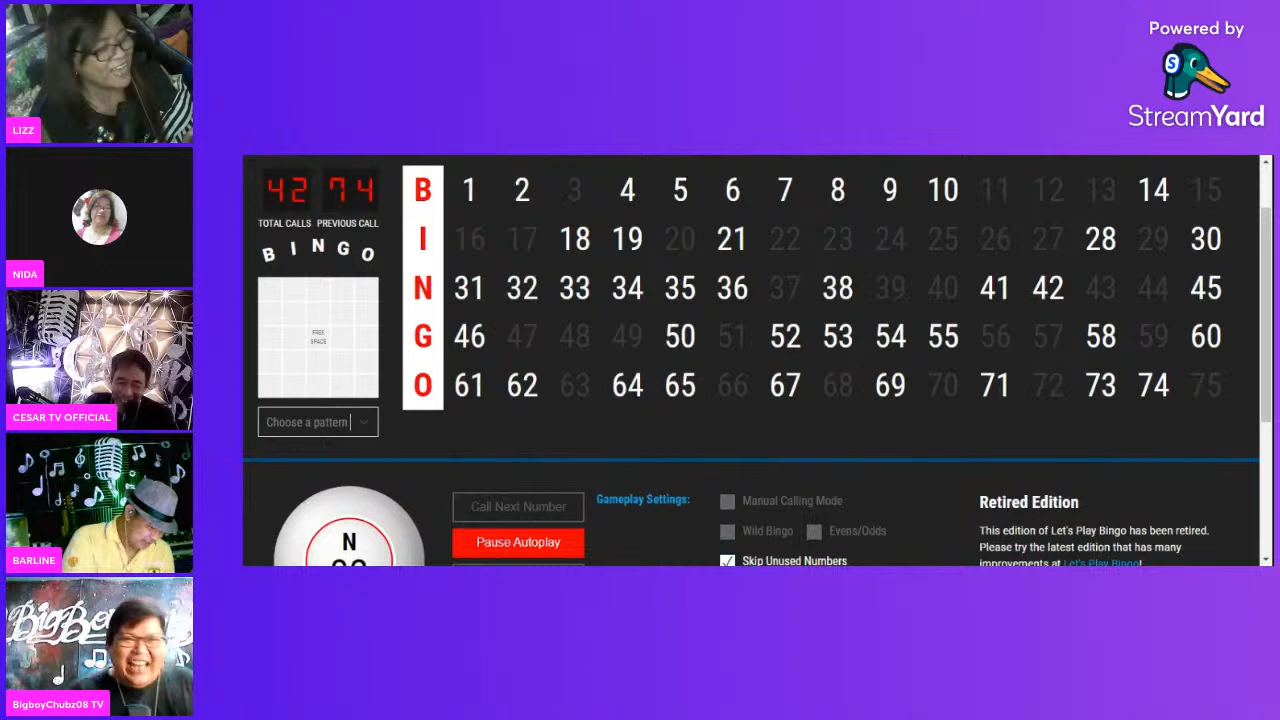 Powered by
S
StreamYard
LIZZ
NIDA
CESAR TV OFFICIAL
BARLINE
BigBo
BigboyChubz08 TV
42 74
TOTAL CALLS PREVIOUS CALL
B I N G O
FREE
SPACE
Choose a pattern
B 1 2 3 4 5 6 7 8 9 10 11 12 13 14 15
I 16 17 18 19 20 21 22 23 24 25 26 27 28 29 30
N 31 32 33 34 35 36 37 38 39 40 41 42 43 44 45
G 46 47 48 49 50 51 52 53 54 55 56 57 58 59 60
O 61 62 63 64 65 66 67 68 69 70 71 72 73 74 75
N
Call Next Number
Pause Autoplay
Gameplay Settings:
Manual Calling Mode
Wild Bingo Evens/Odds
Skip Unused Numbers
Retired Edition
This edition of Let's Play Bingo has been retired.
Please try the latest edition that has many
improvements at Let's Play Bingo!